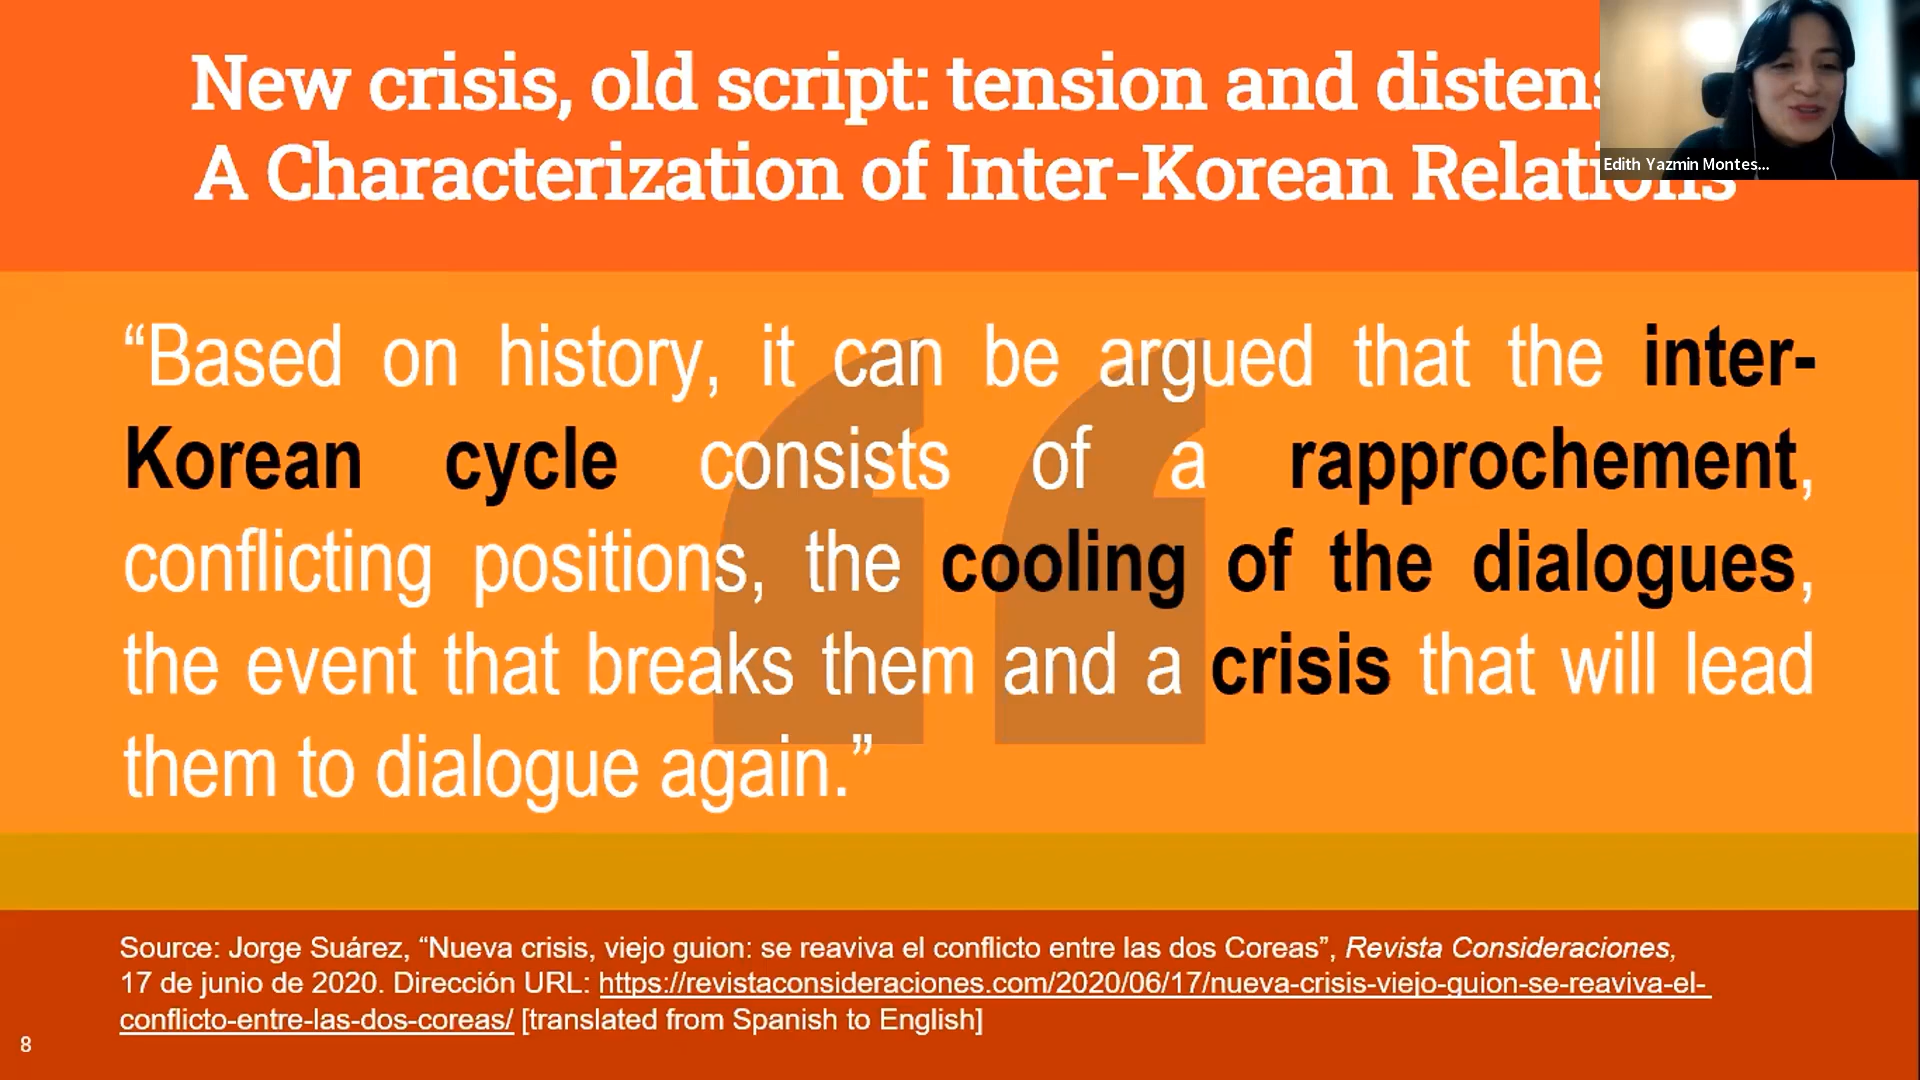 New crisis, old script: tension and
A Characterization of Inter-Korean Relations
Edith Yazmin Montes...
“Based on history, it can be argued that the inter-
Korean cycle consists of a rapprochement,
conflicting positions, the cooling of the dialogues,
the event that breaks them and a crisis that will lead
them to dialogue again.”
Source: Jorge Suárez, “Nueva crisis, viejo guion: se reaviva el conflicto entre las dos Coreas”, Revista Consideraciones,
17 de junio de 2020. Dirección URL: https://revistaconsideraciones.com/2020/06/17/nueva-crisis-viejo-guion-se-reaviva-el-
conflicto-entre-las-dos-coreas/ [translated from Spanish to English]
8